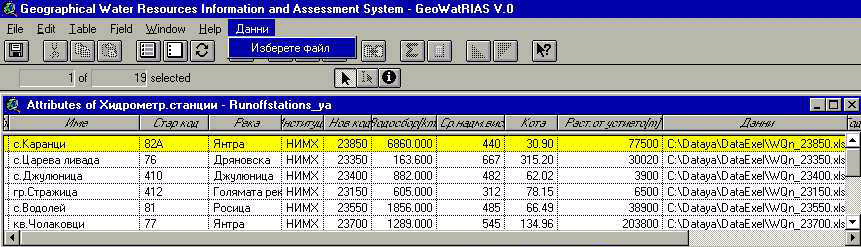 Geographical Water Resources Information and Assessment System - GeoWatRIAS V.0
File Edit Table Field Window Help Данни
Изберете файл
1 of 19 selected
Attributes of Хидрометр.станции - Runoffstations_ya
Име Стар код Река Институц Нов код Водосбор(km Ср.надм.вис Кота Раст.от устието(m) Данни
с.Каранци 82А Янтра НИМХ 23850 6860.000 440 30.90 77500 C:\Dataya\DataExel\WQn_23850.xls
с.Царева ливада 76 Дряновска НИМХ 23350 163.600 667 315.20 30020 C:\Dataya\DataExel\WQn_23350.xls
с.Джулюница 410 Джулюница НИМХ 23400 882.000 482 62.02 3900 C:\Dataya\DataExel\WQn_23400.xls
гр.Стражица 412 Голямата рек НИМХ 23150 605.000 312 78.15 6500 C:\Dataya\DataExel\WQn_23150.xls
с.Водолей 81 Росица НИМХ 23550 1856.000 485 66.49 38900 C:\Dataya\DataExel\WQn_23550.xls
кв.Чолаковци 77 Янтра НИМХ 23700 1289.000 545 134.96 203800 C:\Dataya\DataExel\WQn_23700.xls